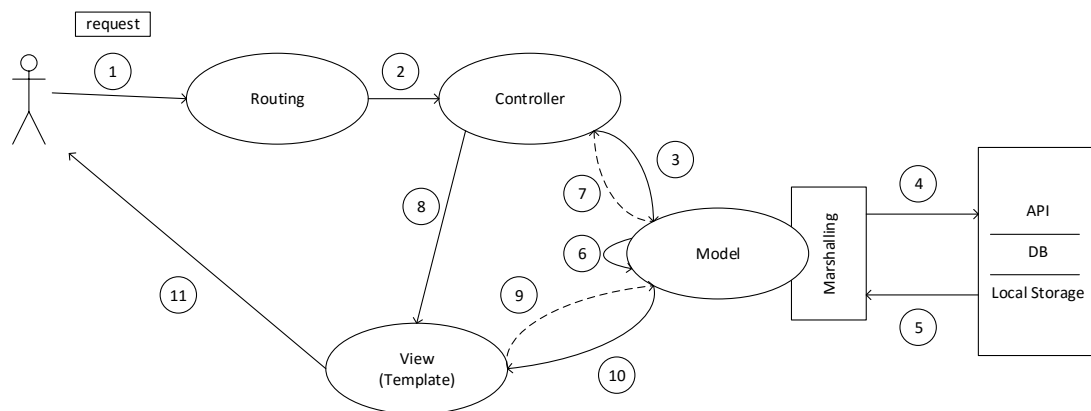 request
1
2
Routing
Controller
3
7
4
8
API
6
Model
Marshalling
DB
9
11
Local Storage
5
View
(Template)
10